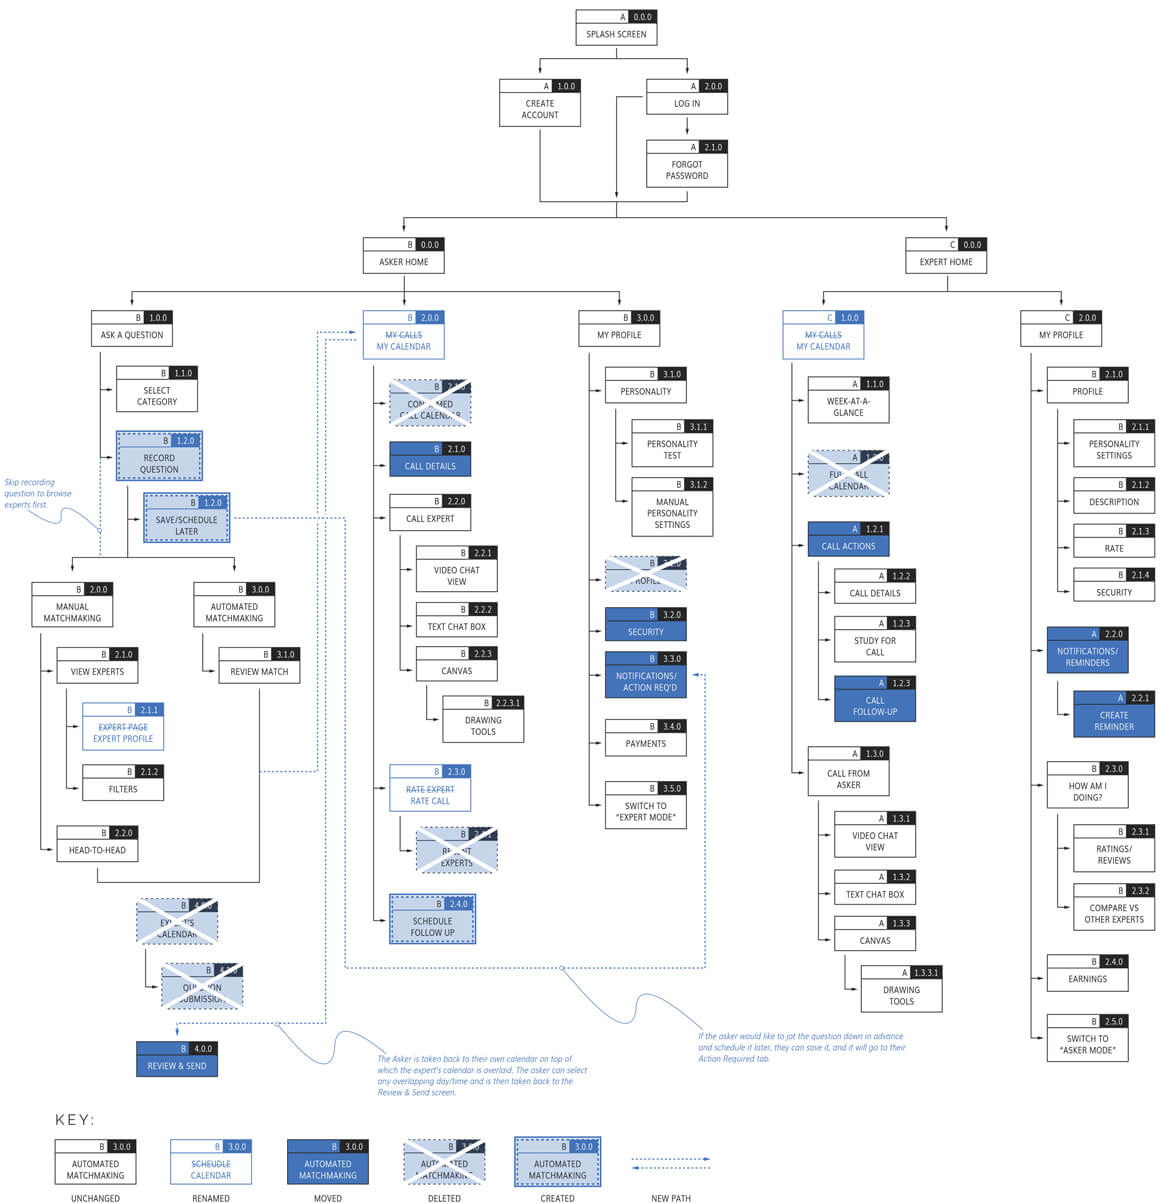 A 0.0.0
SPLASH SCREEN
A 1.0.0
CREATE
ACCOUNT
A 2.0.0
LOG IN
A 2.1.0
FORGOT
PASSWORD
B 0.0.0
ASKER HOME
C 0.0.0
EXPERT HOME
B 1.0.0
ASK A QUESTION
B 1.1.0
SELECT
CATEGORY
B 1.2.0
RECORD
QUESTION
B 1.2.0
SAVE/SCHEDULE
LATER
Skip recording
question to browse
experts first.
B 2.0.0
MANUAL
MATCHMAKING
B 2.1.0
VIEW EXPERTS
B 2.1.1
EXPERT PAGE
EXPERT PROFILE
B 2.1.2
FILTERS
B 2.2.0
HEAD-TO-HEAD
B 3.0.0
AUTOMATED
MATCHMAKING
B 3.1.0
REVIEW MATCH
B
EXPERT'S
CALENDAR
B
QUESTION
SUBMISSION
B 4.0.0
REVIEW & SEND
B 2.0.0
MY CALLS
MY CALENDAR
B
CONFIRMED
CALL CALENDAR
B 2.1.0
CALL DETAILS
B 2.2.0
CALL EXPERT
B 2.2.1
VIDEO CHAT
VIEW
B 2.2.2
TEXT CHAT BOX
B 2.2.3
CANVAS
B 2.2.3.1
DRAWING
TOOLS
B 2.3.0
RATE EXPERT
RATE CALL
B
RECENT
EXPERTS
B 2.4.0
SCHEDULE
FOLLOW UP
The Asker is taken back to their own calendar on top of
which the expert's calendar is overlaid. The asker can select
any overlapping day/time and is then taken back to the
Review & Send screen.
B 3.0.0
MY PROFILE
B 3.1.0
PERSONALITY
B 3.1.1
PERSONALITY
TEST
B 3.1.2
MANUAL
PERSONALITY
SETTINGS
B
PROFILE
B 3.2.0
SECURITY
B 3.3.0
NOTIFICATIONS/
ACTION REQ'D
B 3.4.0
PAYMENTS
B 3.5.0
SWITCH TO
“EXPERT MODE”
If the asker would like to jot the question down in advance
and schedule it later, they can save it, and it will go to their
Action Required tab.
C 1.0.0
MY CALLS
MY CALENDAR
A 1.1.0
WEEK-AT-A-
GLANCE
A
FULL CALL
CALENDAR
A 1.2.1
CALL ACTIONS
A 1.2.2
CALL DETAILS
A 1.2.3
STUDY FOR
CALL
A 1.2.3
CALL
FOLLOW-UP
A 1.3.0
CALL FROM
ASKER
A 1.3.1
VIDEO CHAT
VIEW
A 1.3.2
TEXT CHAT BOX
A 1.3.3
CANVAS
A 1.3.3.1
DRAWING
TOOLS
C 2.0.0
MY PROFILE
B 2.1.0
PROFILE
B 2.1.1
PERSONALITY
SETTINGS
B 2.1.2
DESCRIPTION
B 2.1.3
RATE
B 2.1.4
SECURITY
A 2.2.0
NOTIFICATIONS/
REMINDERS
A 2.2.1
CREATE
REMINDER
B 2.3.0
HOW AM I
DOING?
B 2.3.1
RATINGS/
REVIEWS
B 2.3.2
COMPARE VS
OTHER EXPERTS
B 2.4.0
EARNINGS
B 2.5.0
SWITCH TO
“ASKER MODE”
KEY:
B 3.0.0
AUTOMATED
MATCHMAKING
UNCHANGED
B 3.0.0
SCHEUDLE
CALENDAR
RENAMED
B 3.0.0
AUTOMATED
MATCHMAKING
MOVED
B
AUTOMATED
MATCHMAKING
DELETED
B 3.0.0
AUTOMATED
MATCHMAKING
CREATED
NEW PATH